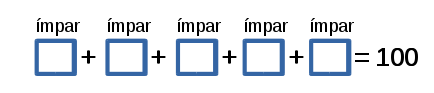 ímpar ímpar ímpar ímpar ímpar
+ + + + = 100